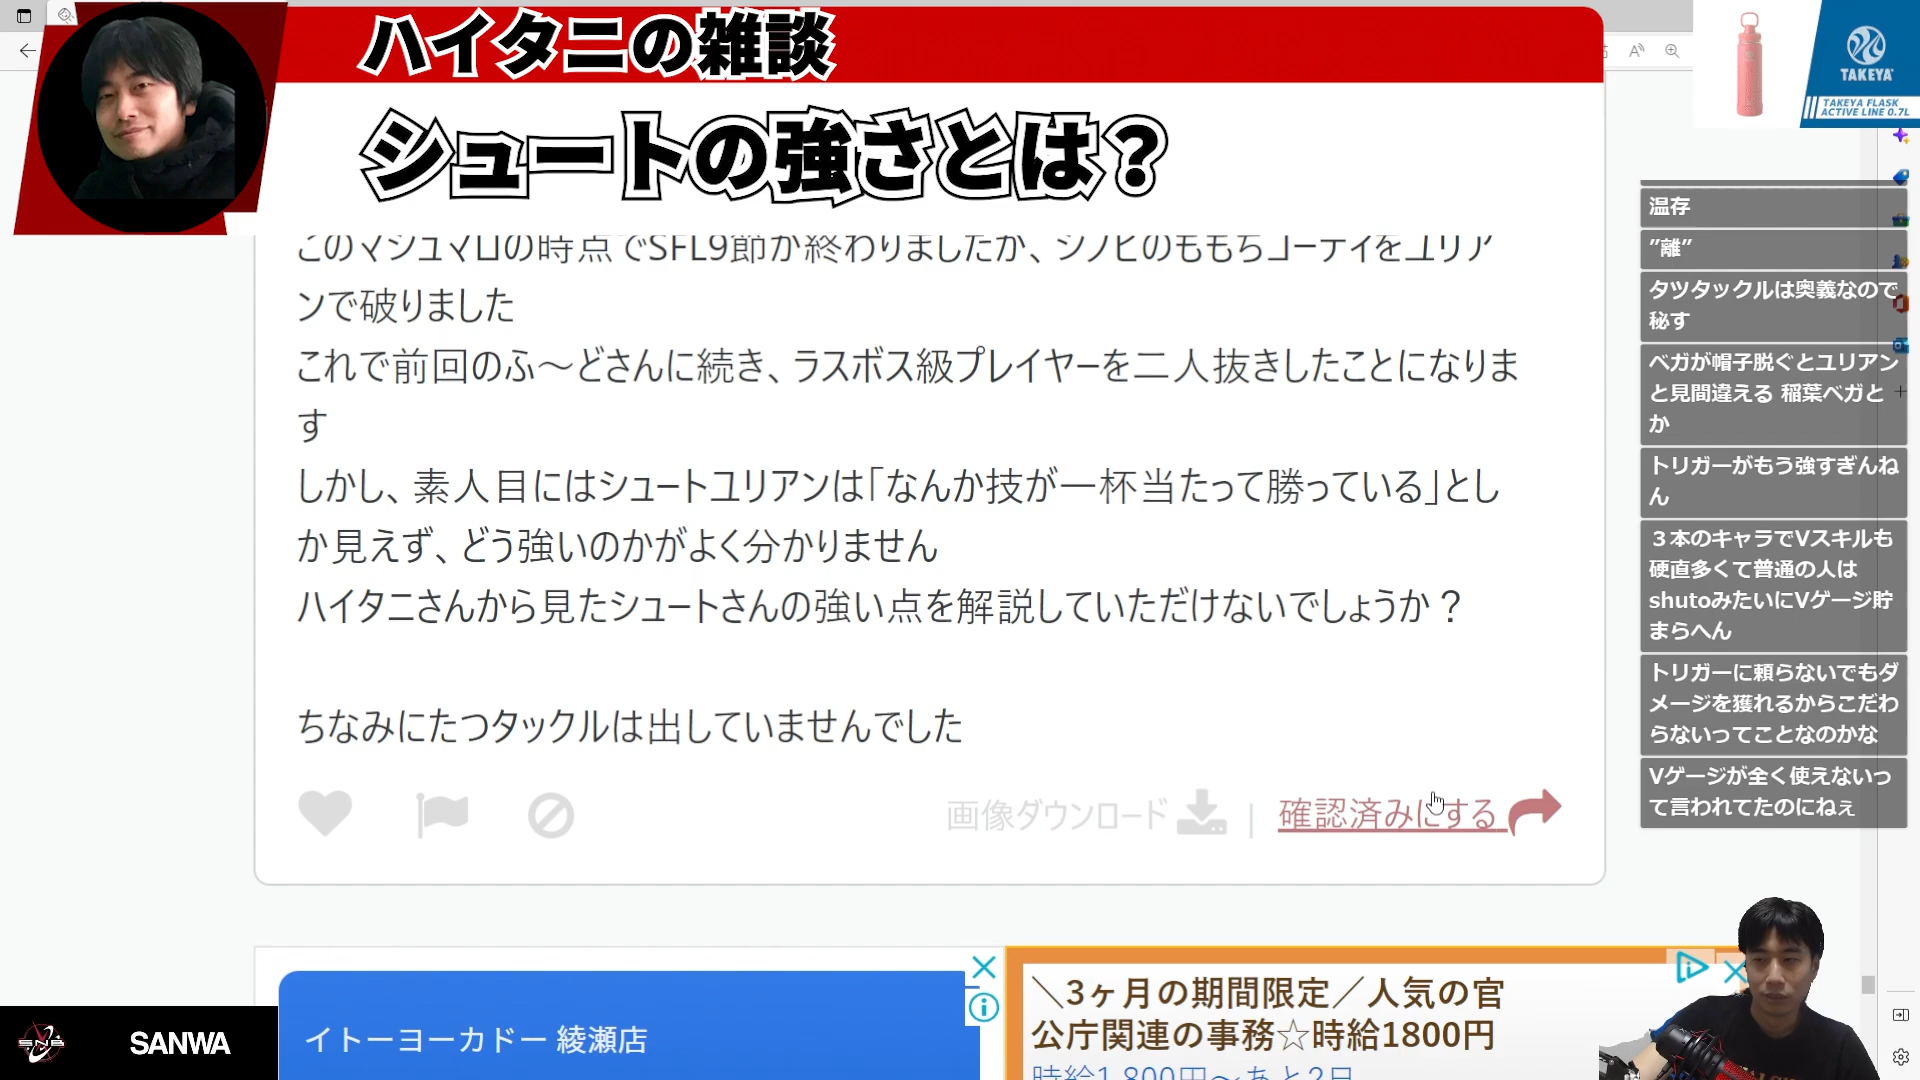 ハイタニの雑談
シュートの強さとは？
TAKEYA
TAKEYA FLASK
ACTIVE LINE 0.7L
このマシュマロの時点でSFL9節が終わりましたが、シノビのももちコーディをユリア
ンで破りました
これで前回のふ～どさんに続き、ラスボス級プレイヤーを二人抜きしたことになりま
す
しかし、素人目にはシュートユリアンは「なんか技が一杯当たって勝っている」とし
か見えず、どう強いのかがよく分かりません
ハイタニさんから見たシュートさんの強い点を解説していただけないでしょうか？
ちなみにたつタックルは出していませんでした
画像ダウンロード | 確認済みにする
温存
”離”
タツタックルは奥義なので
秘す
ベガが帽子脱ぐとユリアン
と見間違える 稲葉ベガと
か
トリガーがもう強すぎんね
ん
３本のキャラでVスキルも
硬直多くて普通の人は
shutoみたいにVゲージ貯
まらへん
トリガーに頼らないでもダ
メージを獲れるからこだわ
らないってことなのかな
Vゲージが全く使えないっ
て言われてたのにねぇ
イトーヨーカドー 綾瀬店
＼3ヶ月の期間限定／人気の官
公庁関連の事務☆時給1800円
時給1,800円～あと2日
SANWA